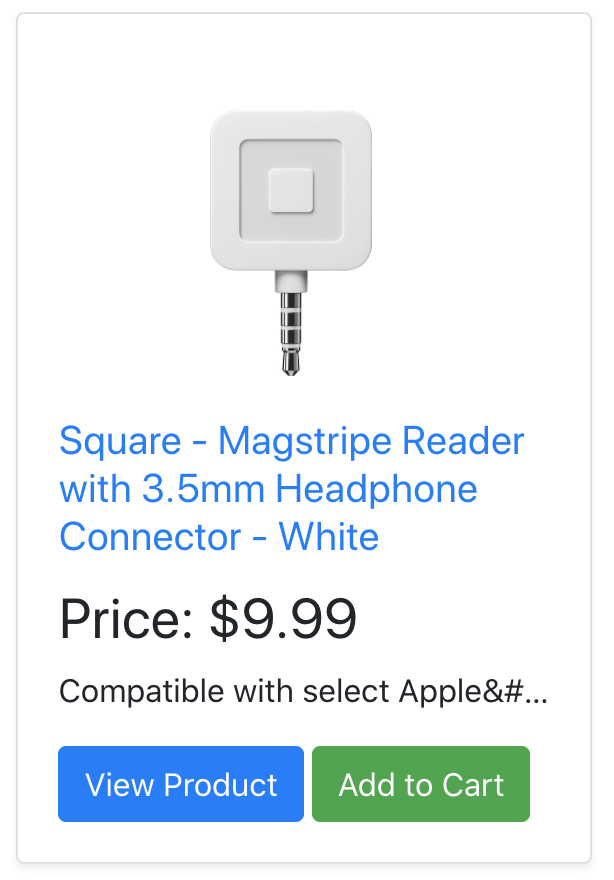 Square - Magstripe Reader
with 3.5mm Headphone
Connector - White
Price: $9.99
Compatible with select Apple&#...
View Product
Add to Cart